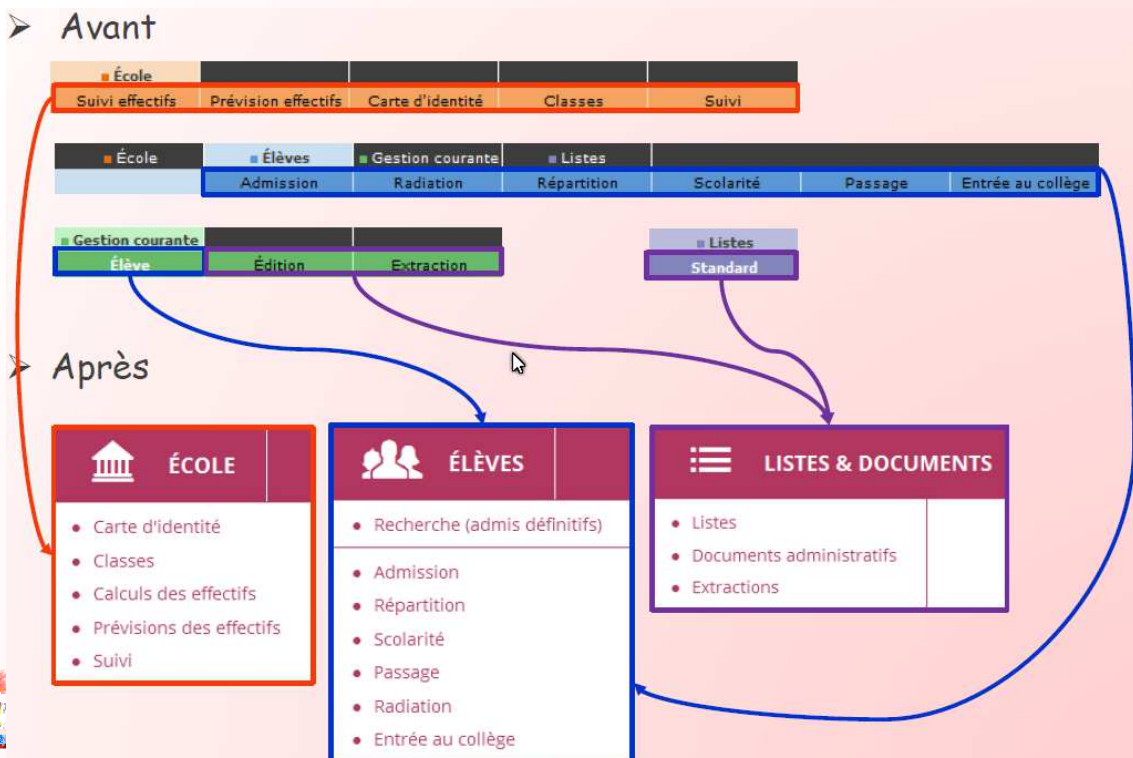 Avant
École
Suivi effectifs Prévision effectifs Carte d'identité Classes Suivi
École Élèves Gestion courante Listes
Admission Radiation Répartition Scolarité Passage Entrée au collège
Gestion courante Listes
Élève Édition Extraction Standard
Après
ÉCOLE
Carte d'identité
Classes
Calculs des effectifs
Prévisions des effectifs
Suivi
ÉLÈVES
Recherche (admis définitifs)
Admission
Répartition
Scolarité
Passage
Radiation
Entrée au collège
LISTES & DOCUMENTS
Listes
Documents administratifs
Extractions